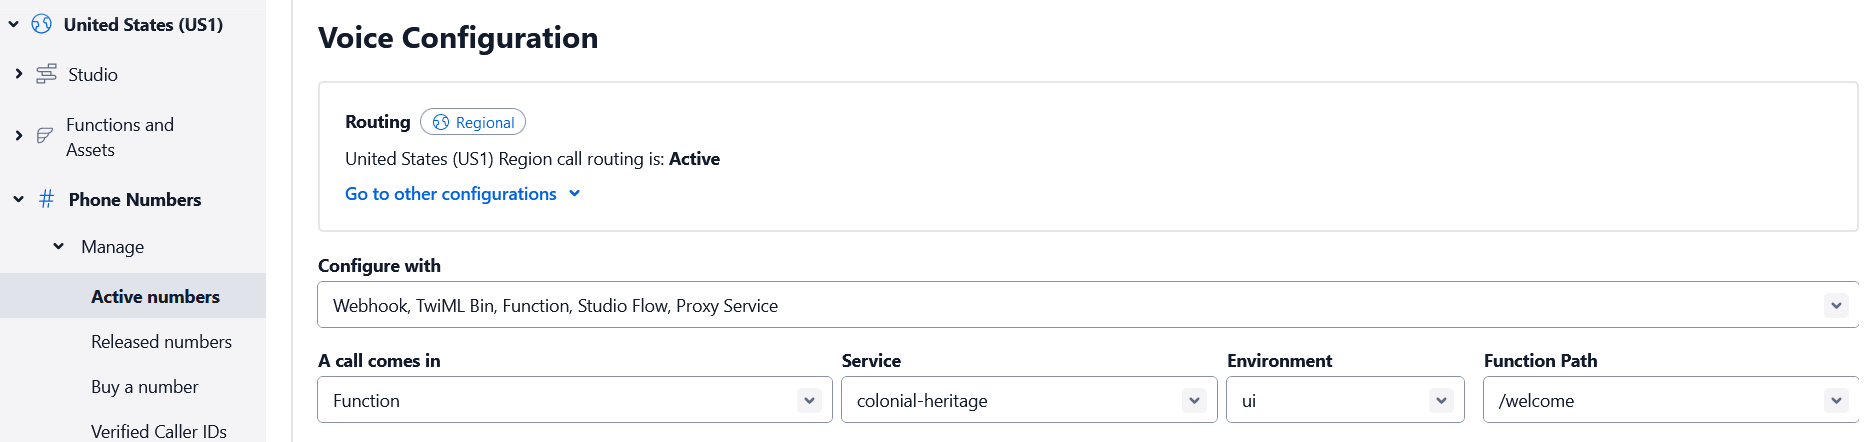 United States (US1)
Studio
Functions and
Assets
Phone Numbers
Manage
Active numbers
Released numbers
Buy a number
Verified Caller IDs
Voice Configuration
Routing Regional
United States (US1) Region call routing is: Active
Go to other configurations
Configure with
Webhook, TwiML Bin, Function, Studio Flow, Proxy Service
A call comes in Service Environment Function Path
Function colonial-heritage ui /welcome